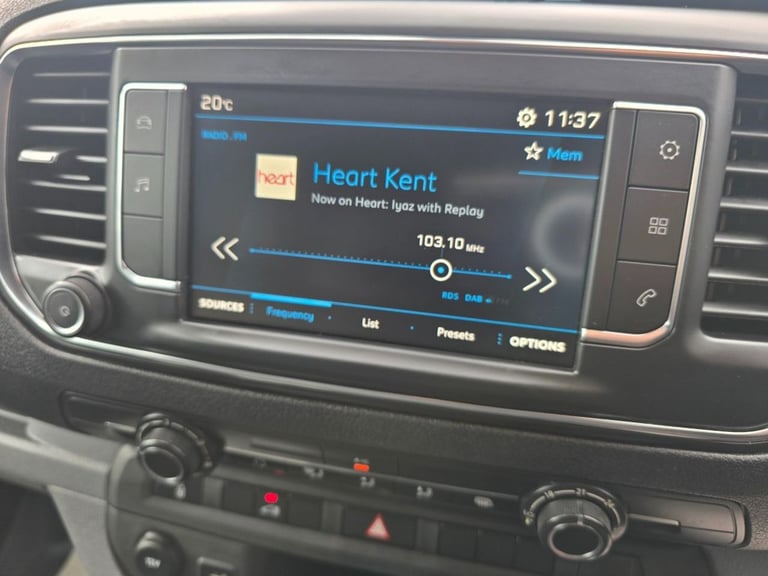 20°C
11:37
RADIO . FM
Mem
heart
Heart Kent
Now on Heart: Iyaz with Replay
103.10 MHz
RDS DAB
SOURCES
Frequency
List
Presets
OPTIONS